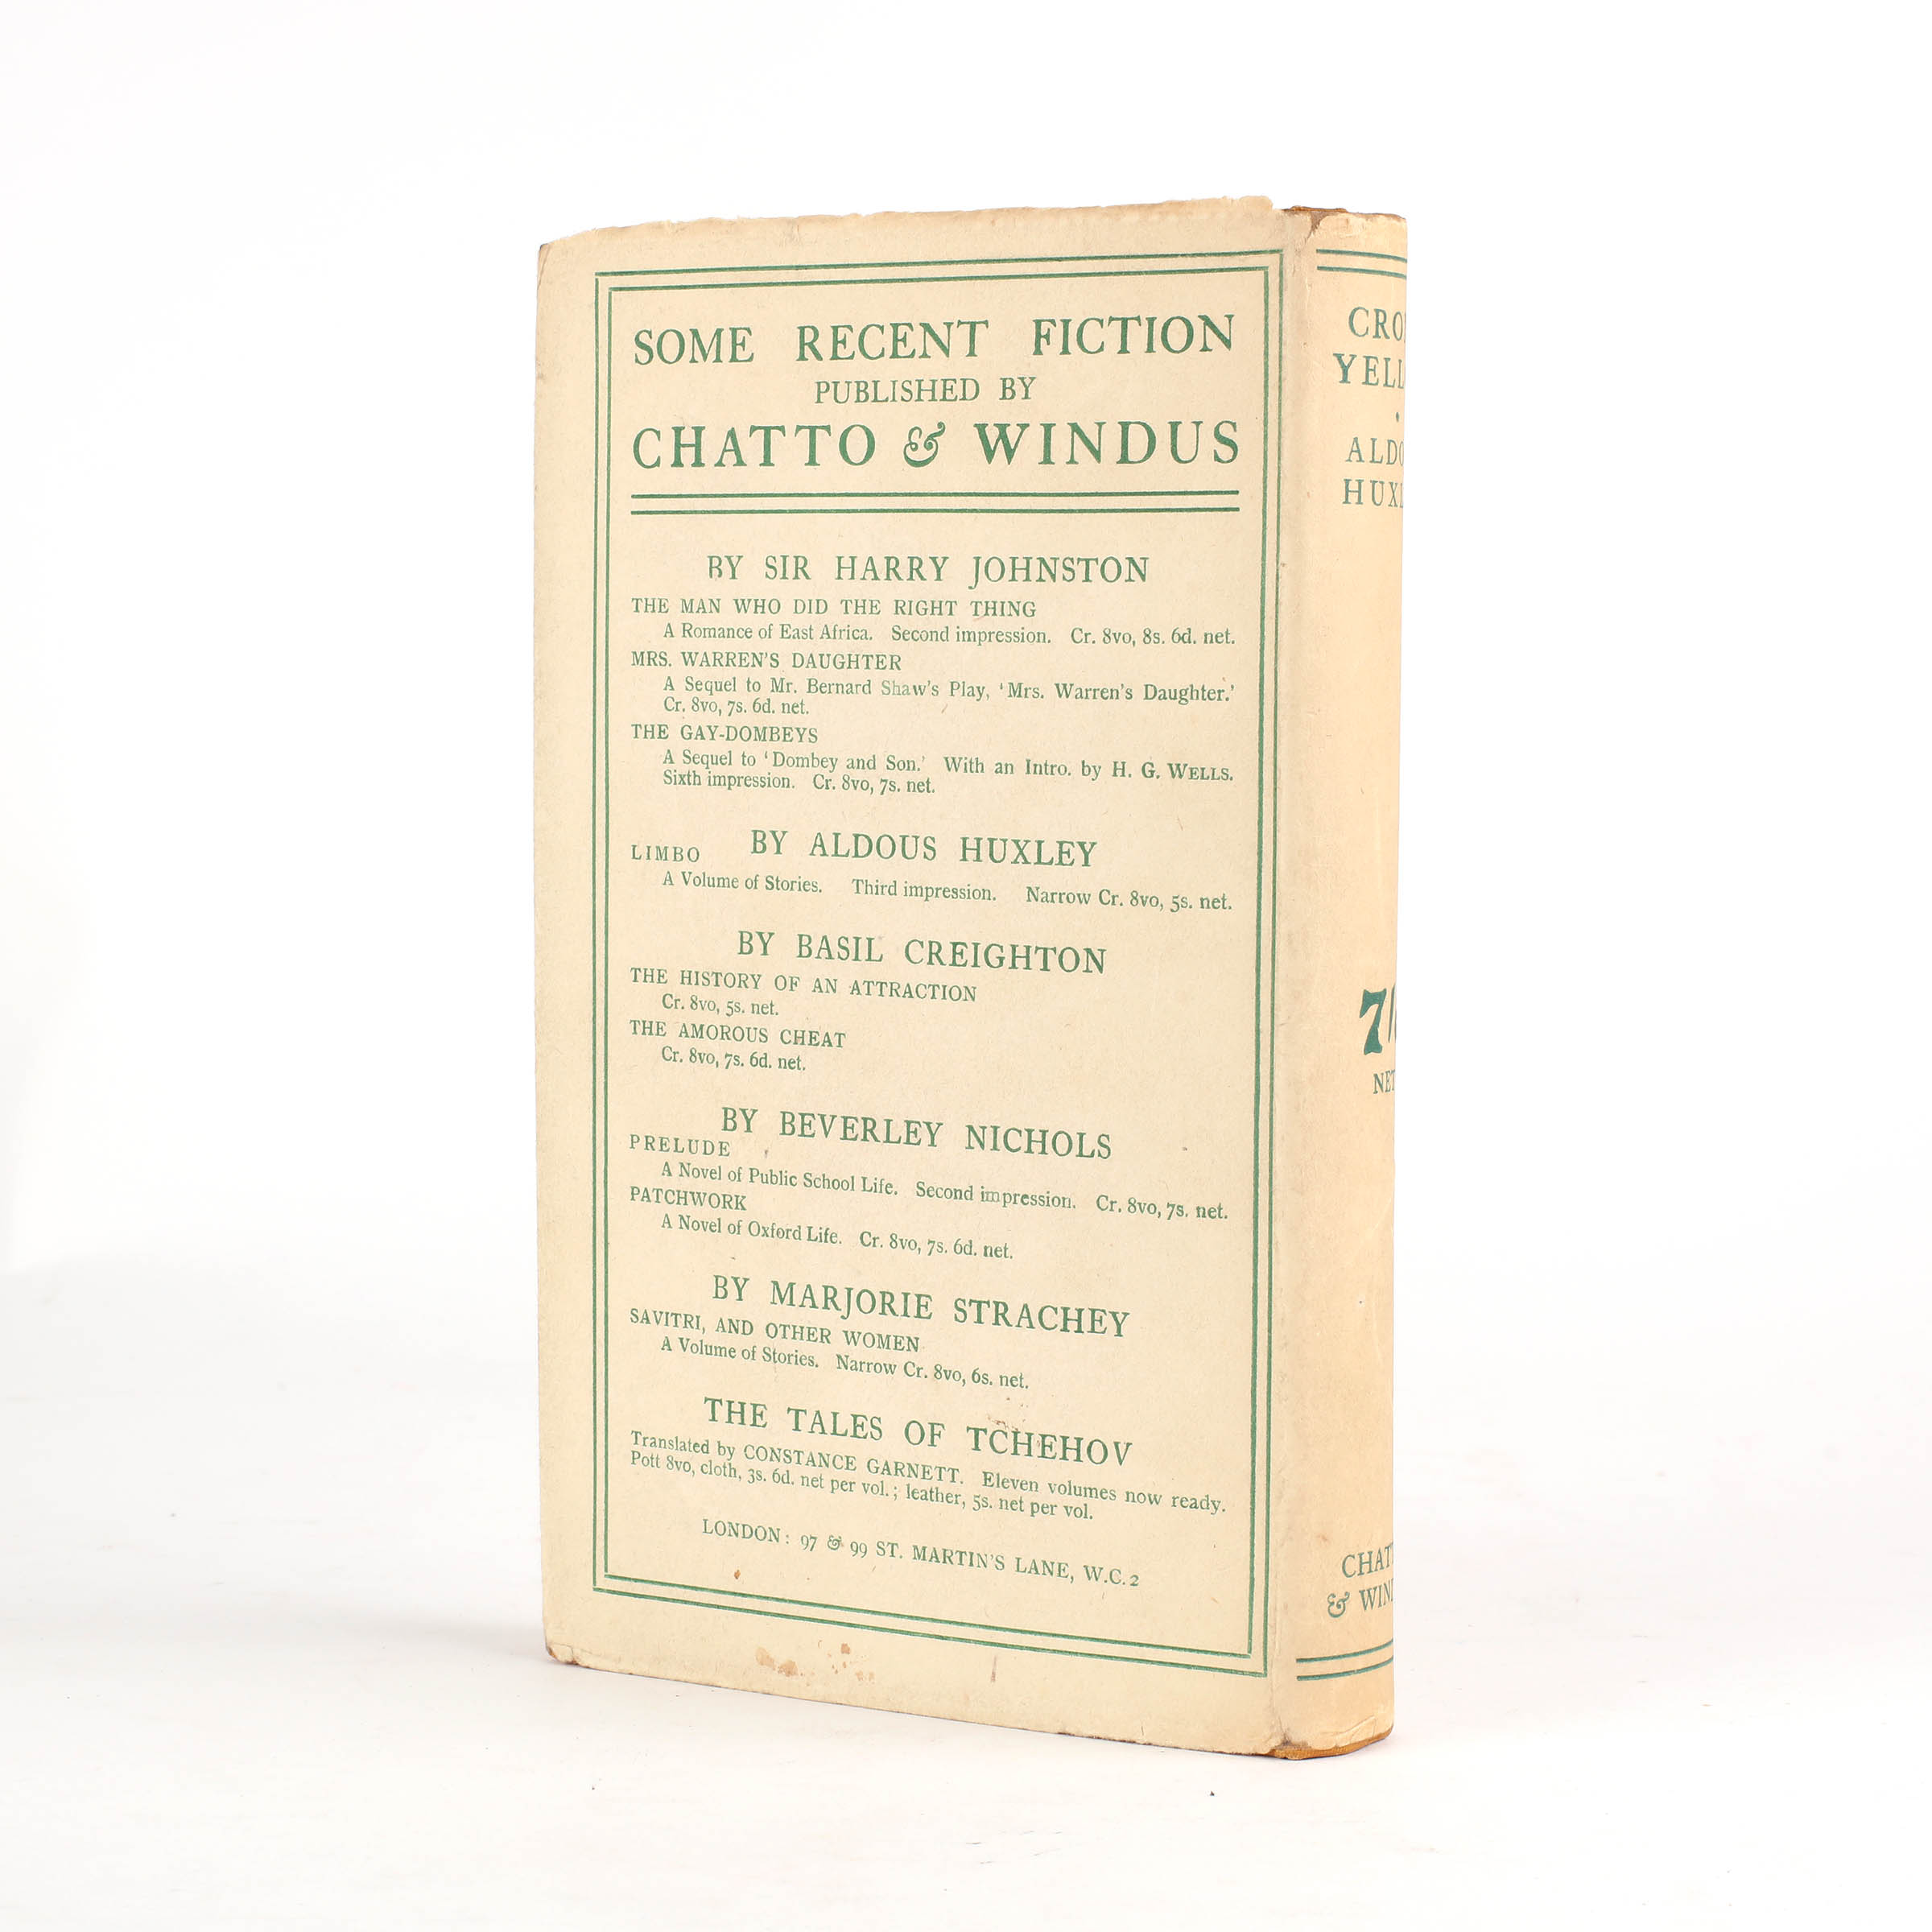 SOME RECENT FICTION
PUBLISHED BY
CHATTO & WINDUS
BY SIR HARRY JOHNSTON
THE MAN WHO DID THE RIGHT THING
A Romance of East Africa. Second impression. Cr. 8vo, 8s. 6d. net.
MRS. WARREN'S DAUGHTER
A Sequel to Mr. Bernard Shaw's Play, 'Mrs. Warren's Daughter.'
Cr. 8vo, 7s. 6d. net.
THE GAY-DOMBEYS
A Sequel to 'Dombey and Son.' With an Intro. by H. G. WELLS.
Sixth impression. Cr. 8vo, 7s. net.
BY ALDOUS HUXLEY
LIMBO
A Volume of Stories. Third impression. Narrow Cr. 8vo, 5s. net.
BY BASIL CREIGHTON
THE HISTORY OF AN ATTRACTION
Cr. 8vo, 5s. net.
THE AMOROUS CHEAT
Cr. 8vo, 7s. 6d. net.
BY BEVERLEY NICHOLS
PRELUDE
A Novel of Public School Life. Second impression. Cr. 8vo, 7s. net.
PATCHWORK
A Novel of Oxford Life. Cr. 8vo, 7s. 6d. net.
BY MARJORIE STRACHEY
SAVITRI, AND OTHER WOMEN
A Volume of Stories. Narrow Cr. 8vo, 6s. net.
THE TALES OF TCHEHOV
Translated by CONSTANCE GARNETT. Eleven volumes now ready.
Pott 8vo, cloth, 3s. 6d. net per vol.; leather, 5s. net per vol.
LONDON: 97 & 99 ST. MARTIN'S LANE, W.C.2
CRO
YELL
ALDO
HUXL
7/
NET
CHATT
& WIND